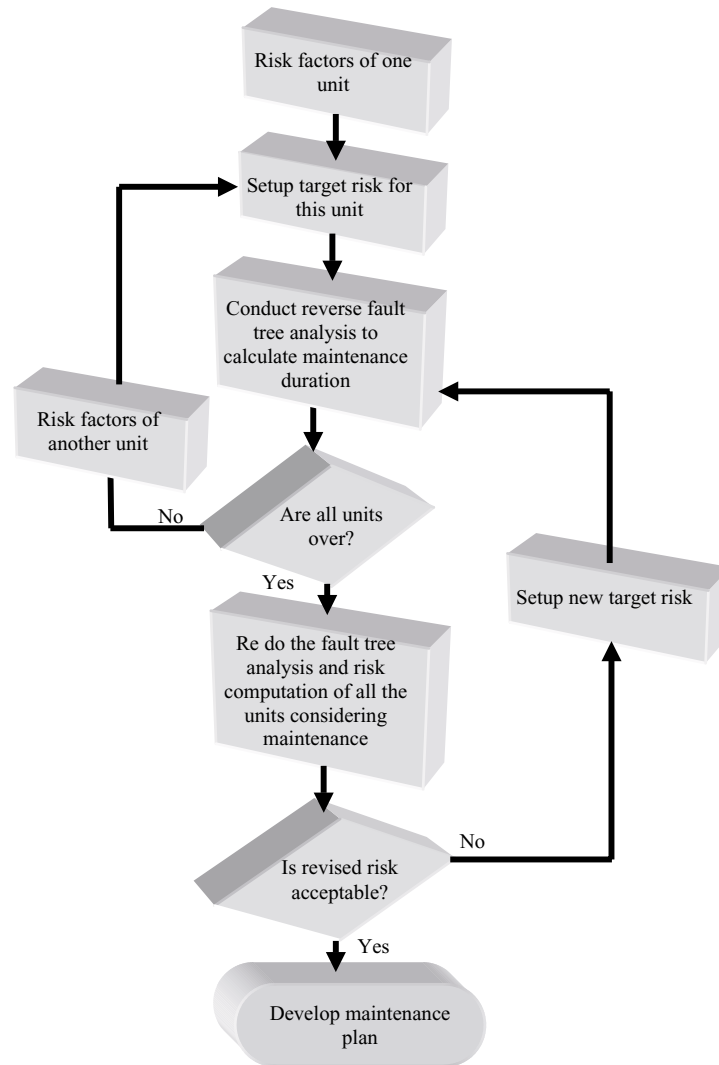 Risk factors of one
unit
Setup target risk for
this unit
Conduct reverse fault
tree analysis to
calculate maintenance
duration
Risk factors of
another unit
No
Are all units
over?
Yes
Setup new target risk
Re do the fault tree
analysis and risk
computation of all the
units considering
maintenance
No
Is revised risk
acceptable?
Yes
Develop maintenance
plan